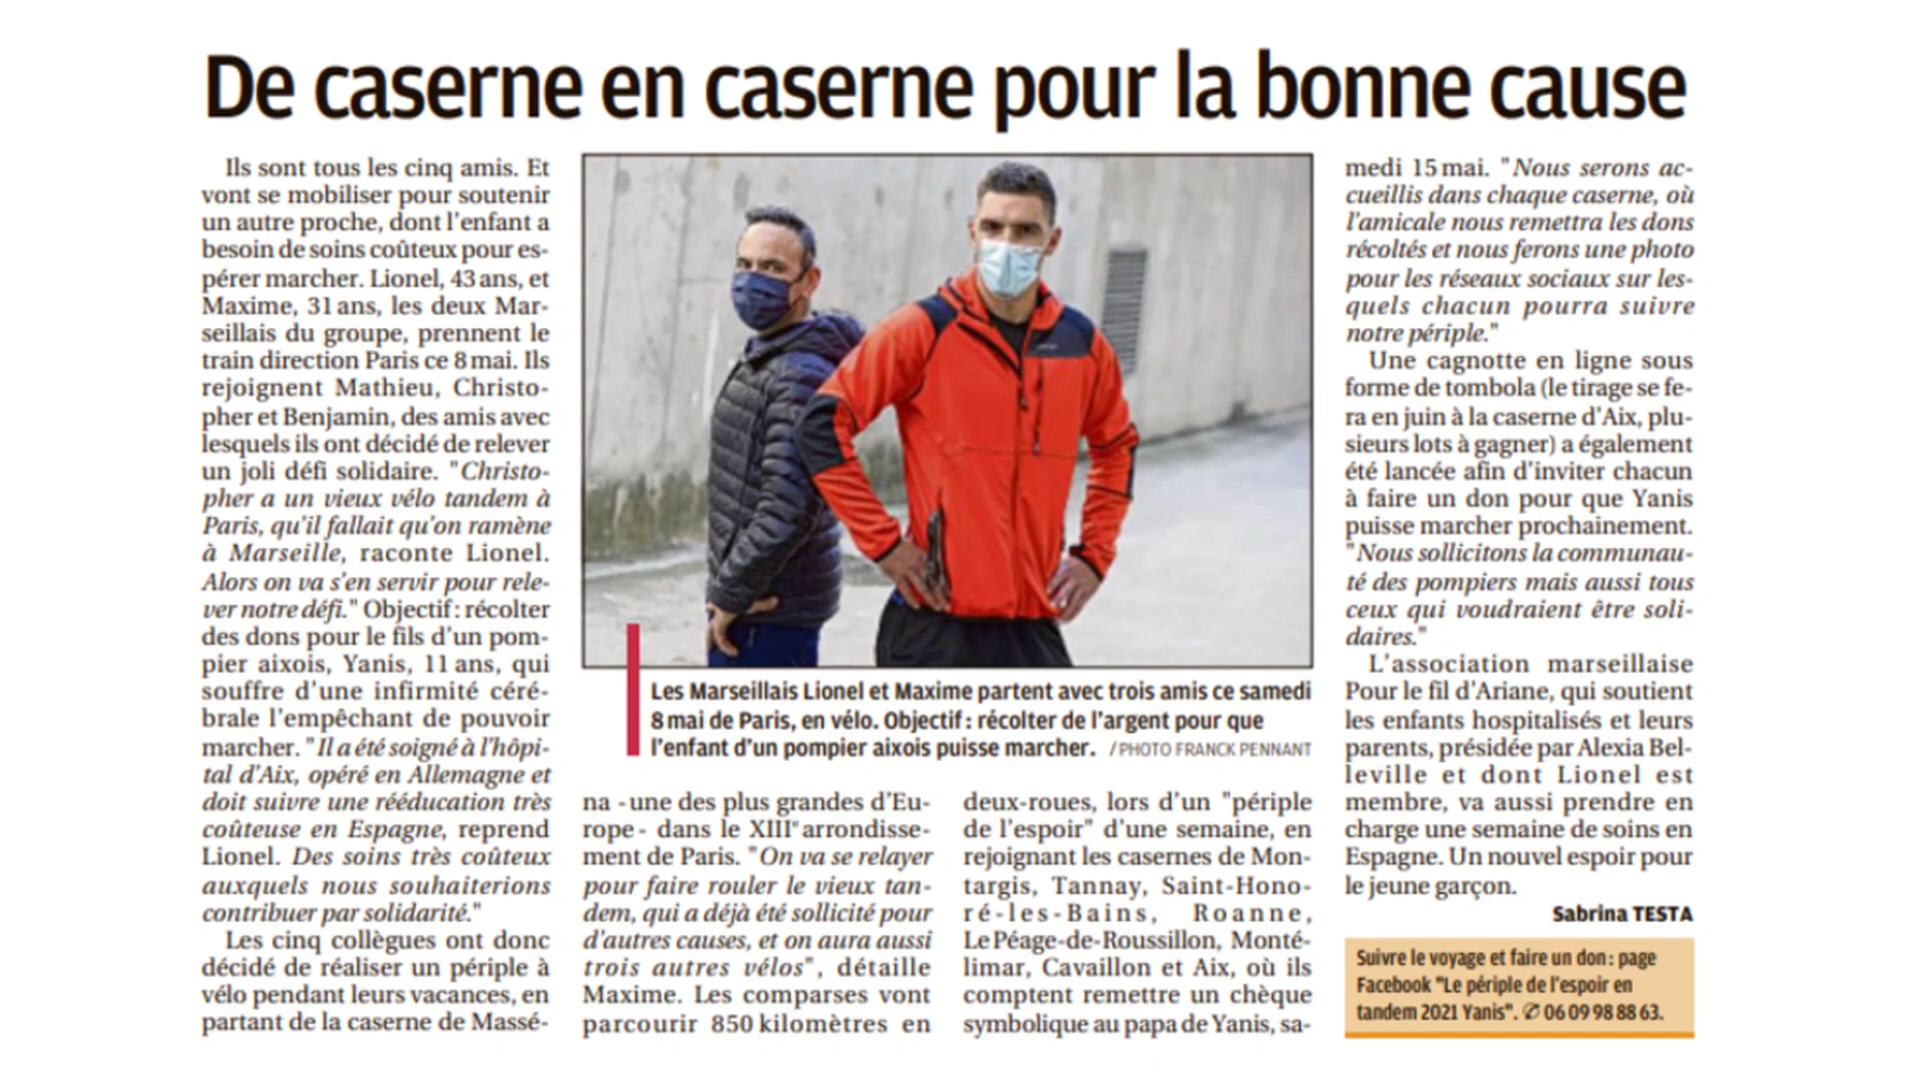 De caserne en caserne pour la bonne cause
Ils sont tous les cinq amis. Et
vont se mobiliser pour soutenir
un autre proche, dont l'enfant a
besoin de soins coûteux pour es-
pérer marcher. Lionel, 43 ans, et
Maxime, 31 ans, les deux Mar-
seillais du groupe, prennent le
train direction Paris ce 8 mai. Ils
rejoignent Mathieu, Christo-
pher et Benjamin, des amis avec
lesquels ils ont décidé de relever
un joli défi solidaire. "Christo-
pher a un vieux vélo tandem à
Paris, qu'il fallait qu'on ramène
à Marseille, raconte Lionel.
Alors on va s'en servir pour rele-
ver notre défi." Objectif : récolter
des dons pour le fils d'un pom-
pier aixois, Yanis, 11 ans, qui
souffre d'une infirmité céré-
brale l'empêchant de pouvoir
marcher. "Il a été soigné à l'hôpi-
tal d'Aix, opéré en Allemagne et
doit suivre une rééducation très
coûteuse en Espagne, reprend
Lionel. Des soins très coûteux
auxquels nous souhaiterions
contribuer par solidarité."
Les cinq collègues ont donc
décidé de réaliser un périple à
vélo pendant leurs vacances, en
partant de la caserne de Massé-
Les Marseillais Lionel et Maxime partent avec trois amis ce samedi
8 mai de Paris, en vélo. Objectif : récolter de l'argent pour que
l'enfant d'un pompier aixois puisse marcher. /PHOTO FRANCK PENNANT
na - une des plus grandes d'Eu-
rope - dans le XIIIe arrondisse-
ment de Paris. "On va se relayer
pour faire rouler le vieux tan-
dem, qui a déjà été sollicité pour
d'autres causes, et on aura aussi
trois autres vélos", détaille
Maxime. Les comparses vont
parcourir 850 kilomètres en
deux-roues, lors d'un "périple
de l'espoir" d'une semaine, en
rejoignant les casernes de Mon-
targis, Tannay, Saint-Hono-
ré-les-Bains, Roanne,
Le Péage-de-Roussillon, Monté-
limar, Cavaillon et Aix, où ils
comptent remettre un chèque
symbolique au papa de Yanis, sa-
medi 15 mai. "Nous serons ac-
cueillis dans chaque caserne, où
l'amicale nous remettra les dons
récoltés et nous ferons une photo
pour les réseaux sociaux sur les-
quels chacun pourra suivre
notre périple."
Une cagnotte en ligne sous
forme de tombola (le tirage se fe-
ra en juin à la caserne d'Aix, plu-
sieurs lots à gagner) a également
été lancée afin d'inviter chacun
à faire un don pour que Yanis
puisse marcher prochainement.
"Nous sollicitons la communau-
té des pompiers mais aussi tous
ceux qui voudraient être soli-
daires."
L'association marseillaise
Pour le fil d'Ariane, qui soutient
les enfants hospitalisés et leurs
parents, présidée par Alexia Bel-
leville et dont Lionel est
membre, va aussi prendre en
charge une semaine de soins en
Espagne. Un nouvel espoir pour
le jeune garçon.
Sabrina TESTA
Suivre le voyage et faire un don : page
Facebook "Le périple de l'espoir en
tandem 2021 Yanis". ✆ 06 09 98 88 63.